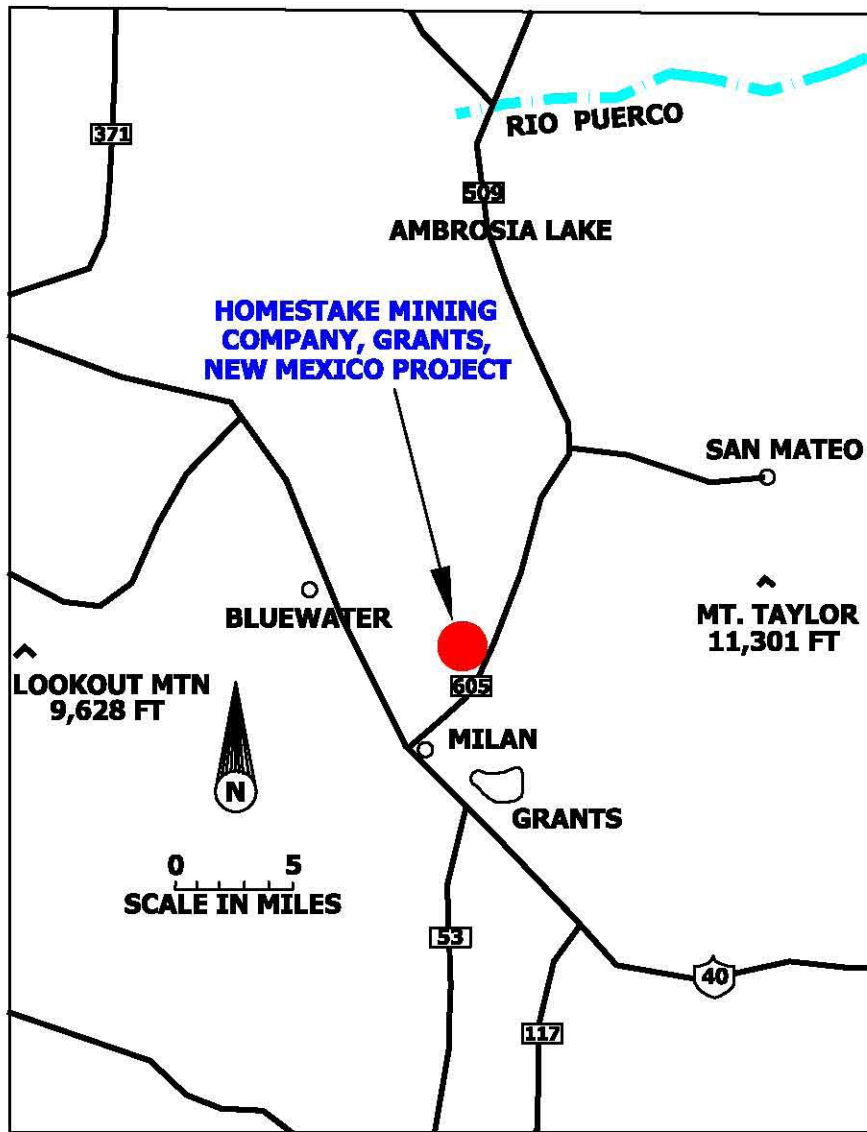 371
RIO PUERCO
509
AMBROSIA LAKE
HOMESTAKE MINING
COMPANY, GRANTS,
NEW MEXICO PROJECT
SAN MATEO
BLUEWATER
MT. TAYLOR
11,301 FT
LOOKOUT MTN
9,628 FT
605
MILAN
N
GRANTS
0 5
SCALE IN MILES
53
40
117